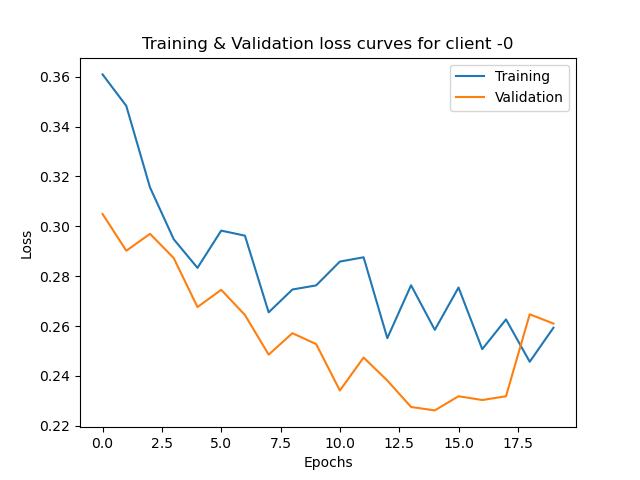 Training & Validation loss curves for client -0
Training
Validation
Loss
0.36
0.34
0.32
0.30
0.28
0.26
0.24
0.22
0.0 2.5 5.0 7.5 10.0 12.5 15.0 17.5
Epochs